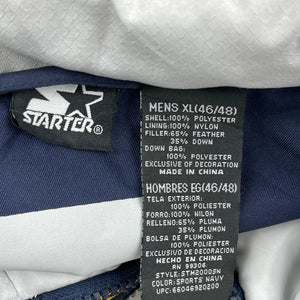 STARTER®
MENS XL(46/48)
SHELL:100% POLYESTER
LINING:100% NYLON
FILLER:65% FEATHER
35% DOWN
DOWN BAG:
100% POLYESTER
EXCLUSIVE OF DECORATION
MADE IN CHINA
HOMBRES EG(46/48)
TELA EXTERIOR:
100% POLIESTER
FORRO:100% NILON
RELLENO:65% PLUMA
35% PLUMON
BOLSA DE PLUMON:
100% POLIESTER
EXCLUSIVO DE DECORACION
HECHO EN CHINA
RN 99306
STYLE:STM2000SN
COLOR:SPORTS NAVY
UPC:65046920200